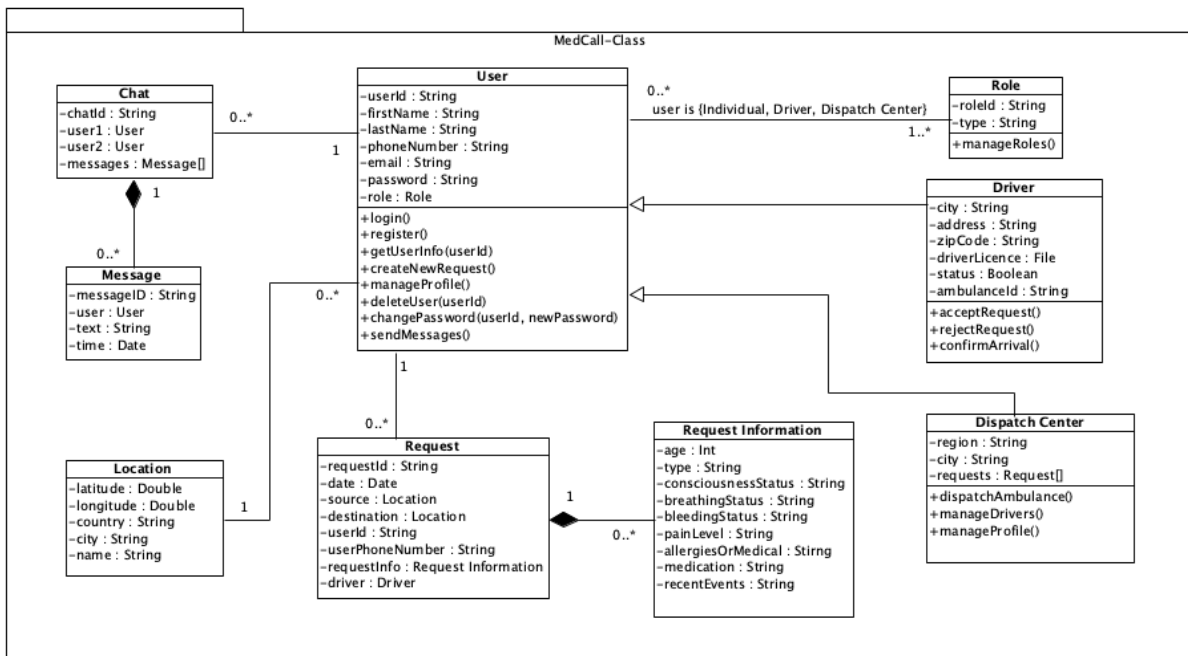 MedCall-Class
Chat
-chatId : String
-user1 : User
-user2 : User
-messages : Message[]
0..*
1
1
0..*
Message
-messageID : String
-user : User
-text : String
-time : Date
User
-userId : String
-firstName : String
-lastName : String
-phoneNumber : String
-email : String
-password : String
-role : Role
+login()
+register()
+getUserInfo(userId)
+createNewRequest()
+manageProfile()
+deleteUser(userId)
+changePassword(userId, newPassword)
+sendMessages()
0..*
user is {Individual, Driver, Dispatch Center}
1..*
Role
-roleId : String
-type : String
+manageRoles()
Driver
-city : String
-address : String
-zipCode : String
-driverLicence : File
-status : Boolean
-ambulanceId : String
+acceptRequest()
+rejectRequest()
+confirmArrival()
0..*
1
1
0..*
Location
-latitude : Double
-longitude : Double
-country : String
-city : String
-name : String
Request
-requestId : String
-date : Date
-source : Location
-destination : Location
-userId : String
-userPhoneNumber : String
-requestInfo : Request Information
-driver : Driver
1
0..*
Request Information
-age : Int
-type : String
-consciousnessStatus : String
-breathingStatus : String
-bleedingStatus : String
-painLevel : String
-allergiesOrMedical : Stirng
-medication : String
-recentEvents : String
Dispatch Center
-region : String
-city : String
-requests : Request[]
+dispatchAmbulance()
+manageDrivers()
+manageProfile()